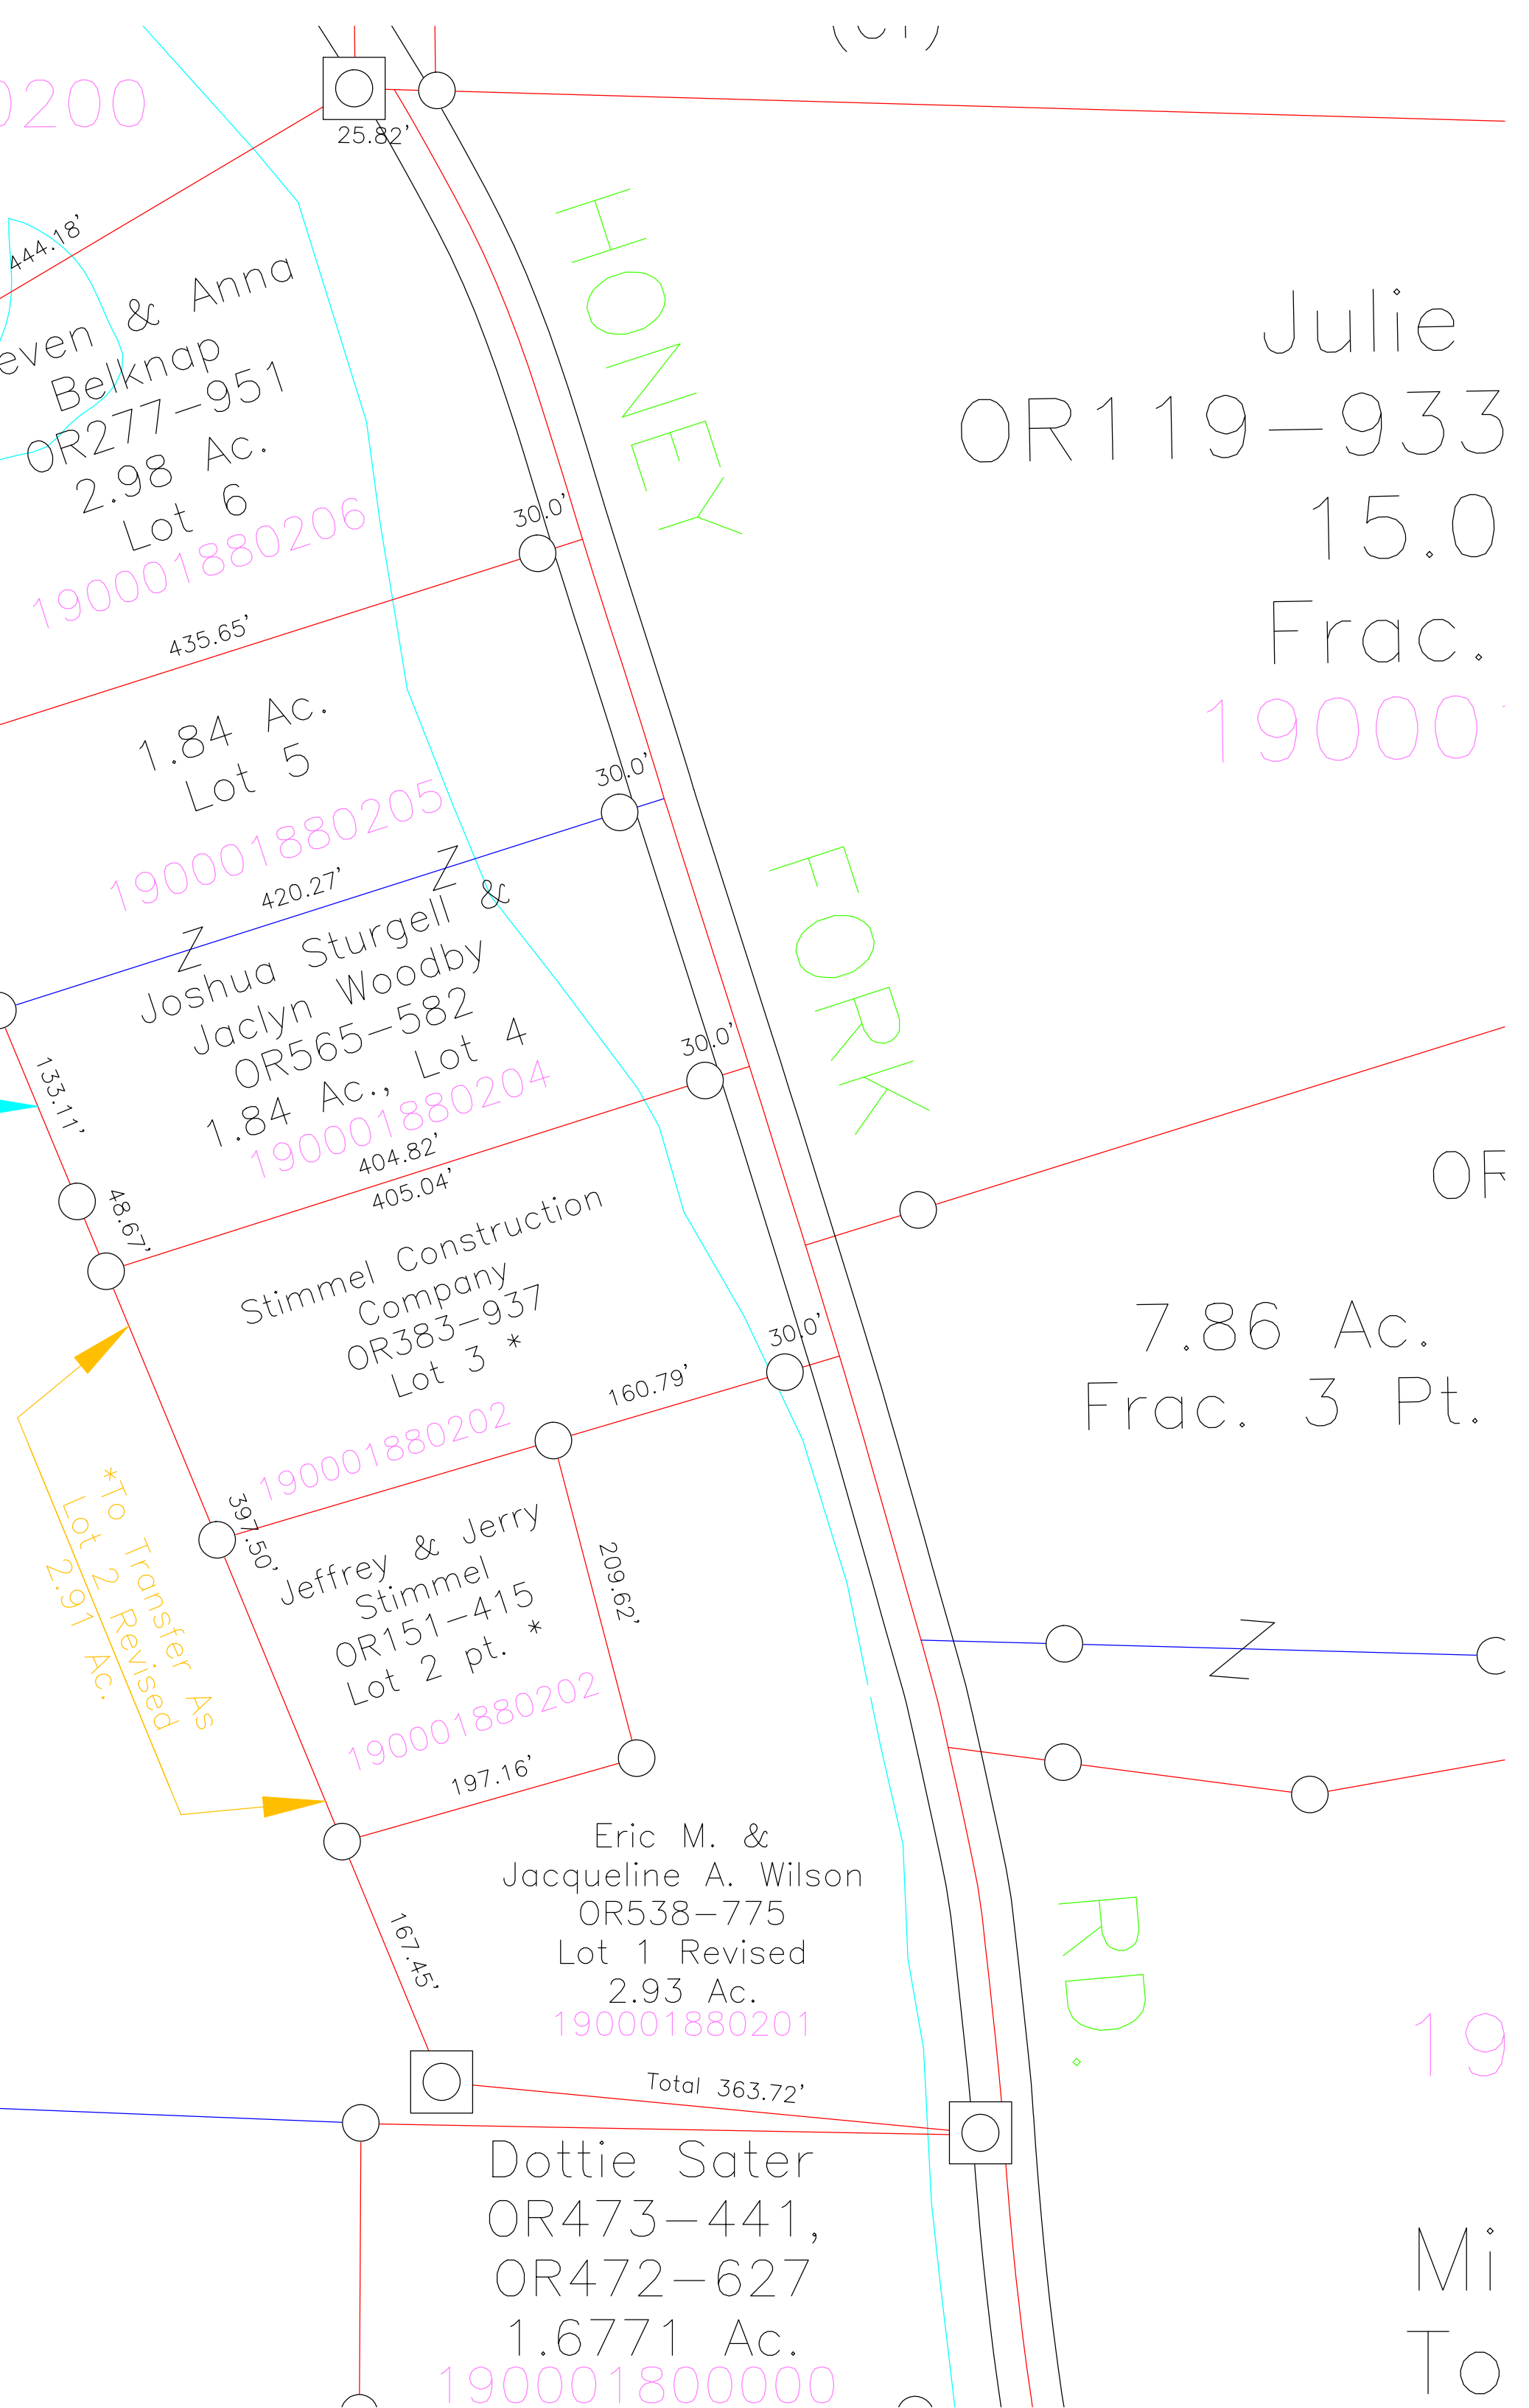 0200
25.82'
444.18'
even & Anna
Belknap
OR277-951
2.98 Ac.
Lot 6
190001880206
30.0'
435.65'
1.84 Ac.
Lot 5
190001880205
30.0'
420.27'
Z Z
Joshua Sturgell &
Jaclyn Woodby
OR565-582
1.84 Ac., Lot 4
190001880204
30.0'
133.11'
48.67'
404.82'
405.04'
Stimmel Construction
Company
OR383-937
Lot 3 *
190001880202
30.0'
160.79'
397.50'
*To Transfer As
Lot 2 Revised
2.91 Ac.
Jeffrey & Jerry
Stimmel
OR151-415
Lot 2 pt. *
190001880202
209.62'
197.16'
Eric M. &
Jacqueline A. Wilson
OR538-775
Lot 1 Revised
2.93 Ac.
190001880201
167.45'
Total 363.72'
Dottie Sater
OR473-441,
OR472-627
1.6771 Ac.
190001800000
HONEY
FORK
RD.
Julie
OR119-933
15.0
Frac.
190001
OR
7.86 Ac.
Frac. 3 Pt.
Z
19
Mi
To